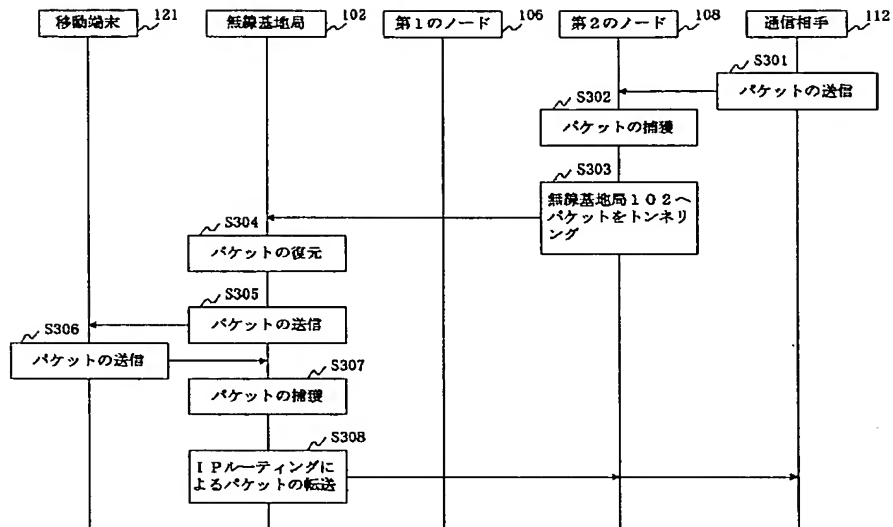 移動端末 121
無線基地局 102
第1のノード 106
第2のノード 108
通信相手 112
S301
パケットの送信
S302
パケットの捕獲
S303
無線基地局102へ
パケットをトンネリ
ング
S304
パケットの復元
S305
パケットの送信
S306
パケットの送信
S307
パケットの捕獲
S308
IPルーティングに
よるパケットの転送